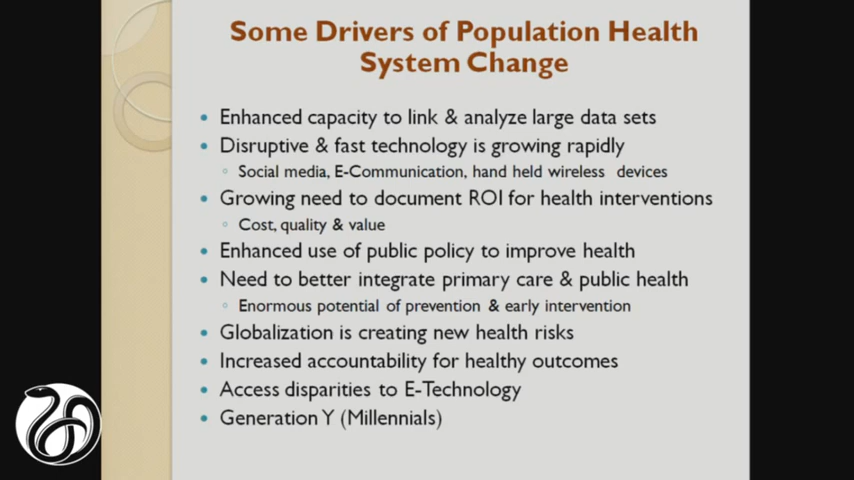 Some Drivers of Population Health
System Change
• Enhanced capacity to link & analyze large data sets
• Disruptive & fast technology is growing rapidly
◦ Social media, E-Communication, hand held wireless devices
• Growing need to document ROI for health interventions
◦ Cost, quality & value
• Enhanced use of public policy to improve health
• Need to better integrate primary care & public health
◦ Enormous potential of prevention & early intervention
• Globalization is creating new health risks
• Increased accountability for healthy outcomes
• Access disparities to E-Technology
• Generation Y (Millennials)